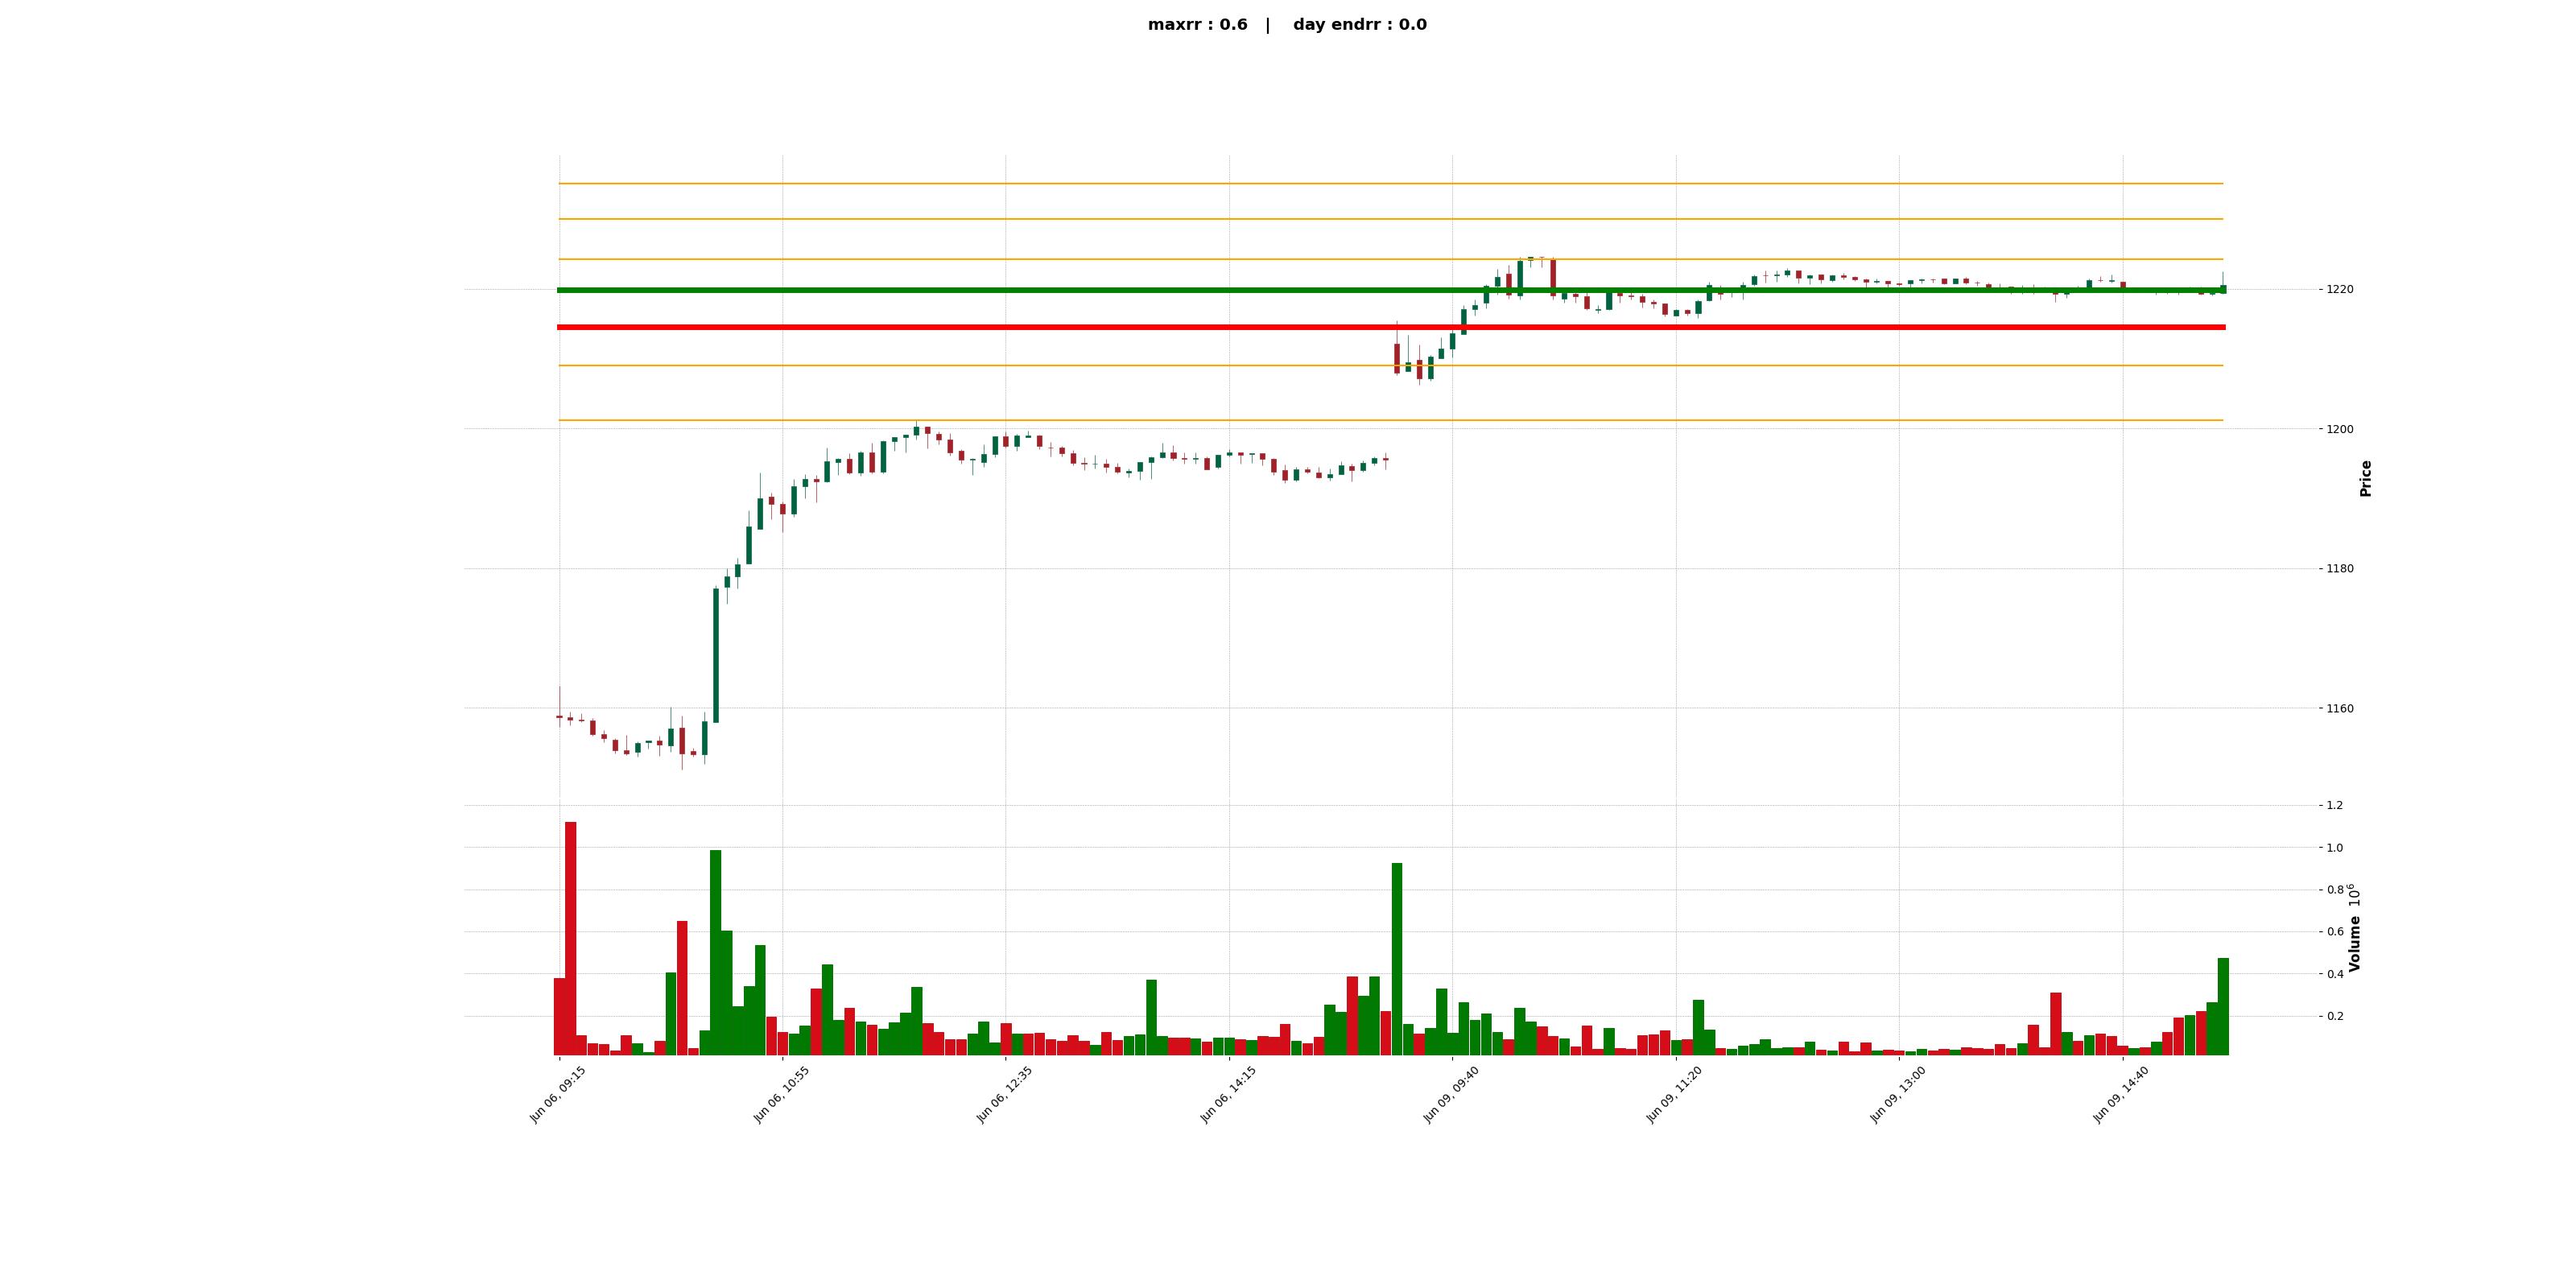 maxrr : 0.6   |    day endrr : 0.0
1220
1200
1180
1160
Price
1.2
1.0
0.8
0.6
0.4
0.2
Volume 10^6
Jun 06, 09:15
Jun 06, 10:55
Jun 06, 12:35
Jun 06, 14:15
Jun 09, 09:40
Jun 09, 11:20
Jun 09, 13:00
Jun 09, 14:40